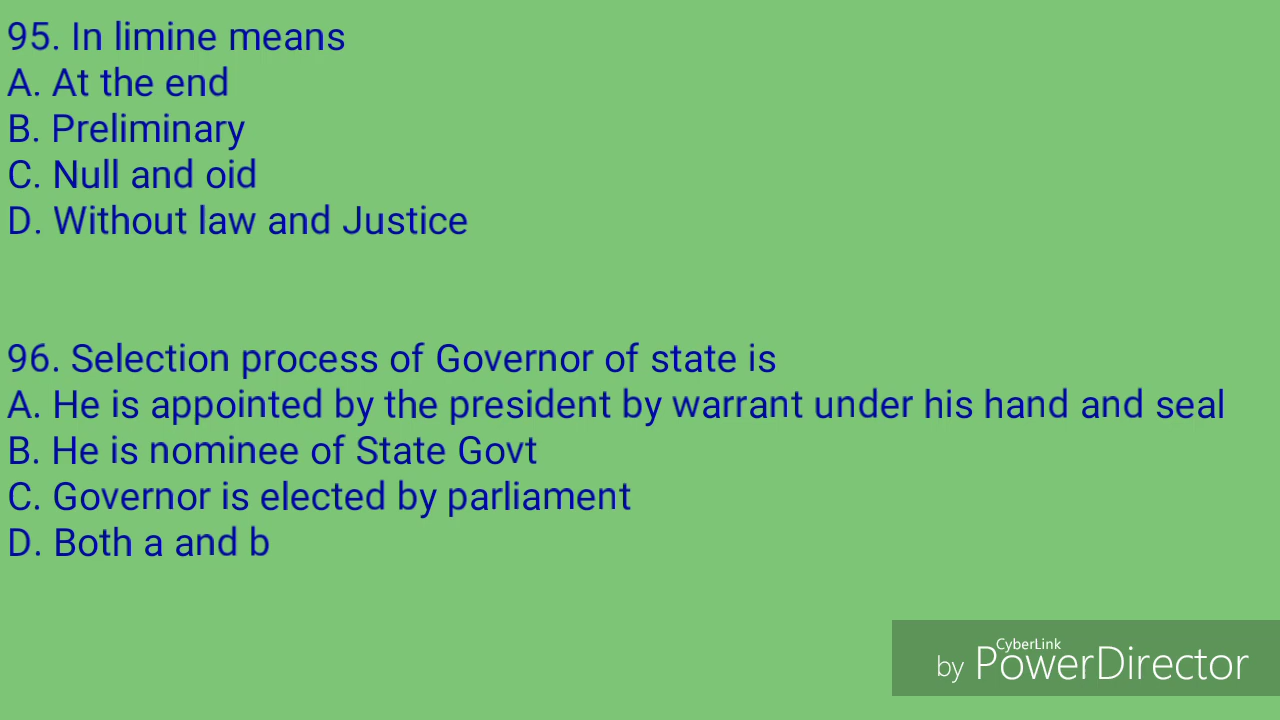 95. In limine means
A. At the end
B. Preliminary
C. Null and oid
D. Without law and Justice
96. Selection process of Governor of state is
A. He is appointed by the president by warrant under his hand and seal
B. He is nominee of State Govt
C. Governor is elected by parliament
D. Both a and b
CyberLink
by PowerDirector